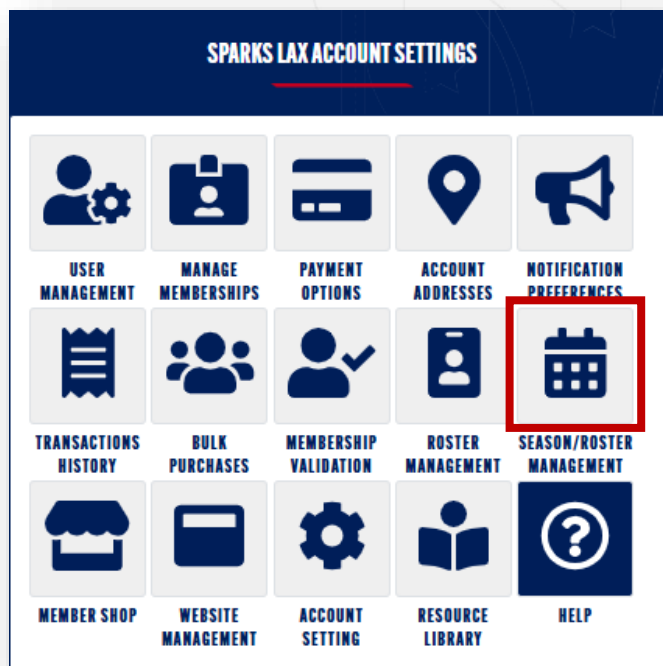 SPARKS LAX ACCOUNT SETTINGS
USER
MANAGEMENT
MANAGE
MEMBERSHIPS
PAYMENT
OPTIONS
ACCOUNT
ADDRESSES
NOTIFICATION
PREFERENCES
TRANSACTIONS
HISTORY
BULK
PURCHASES
MEMBERSHIP
VALIDATION
ROSTER
MANAGEMENT
SEASON/ROSTER
MANAGEMENT
MEMBER SHOP
WEBSITE
MANAGEMENT
ACCOUNT
SETTING
RESOURCE
LIBRARY
?
HELP